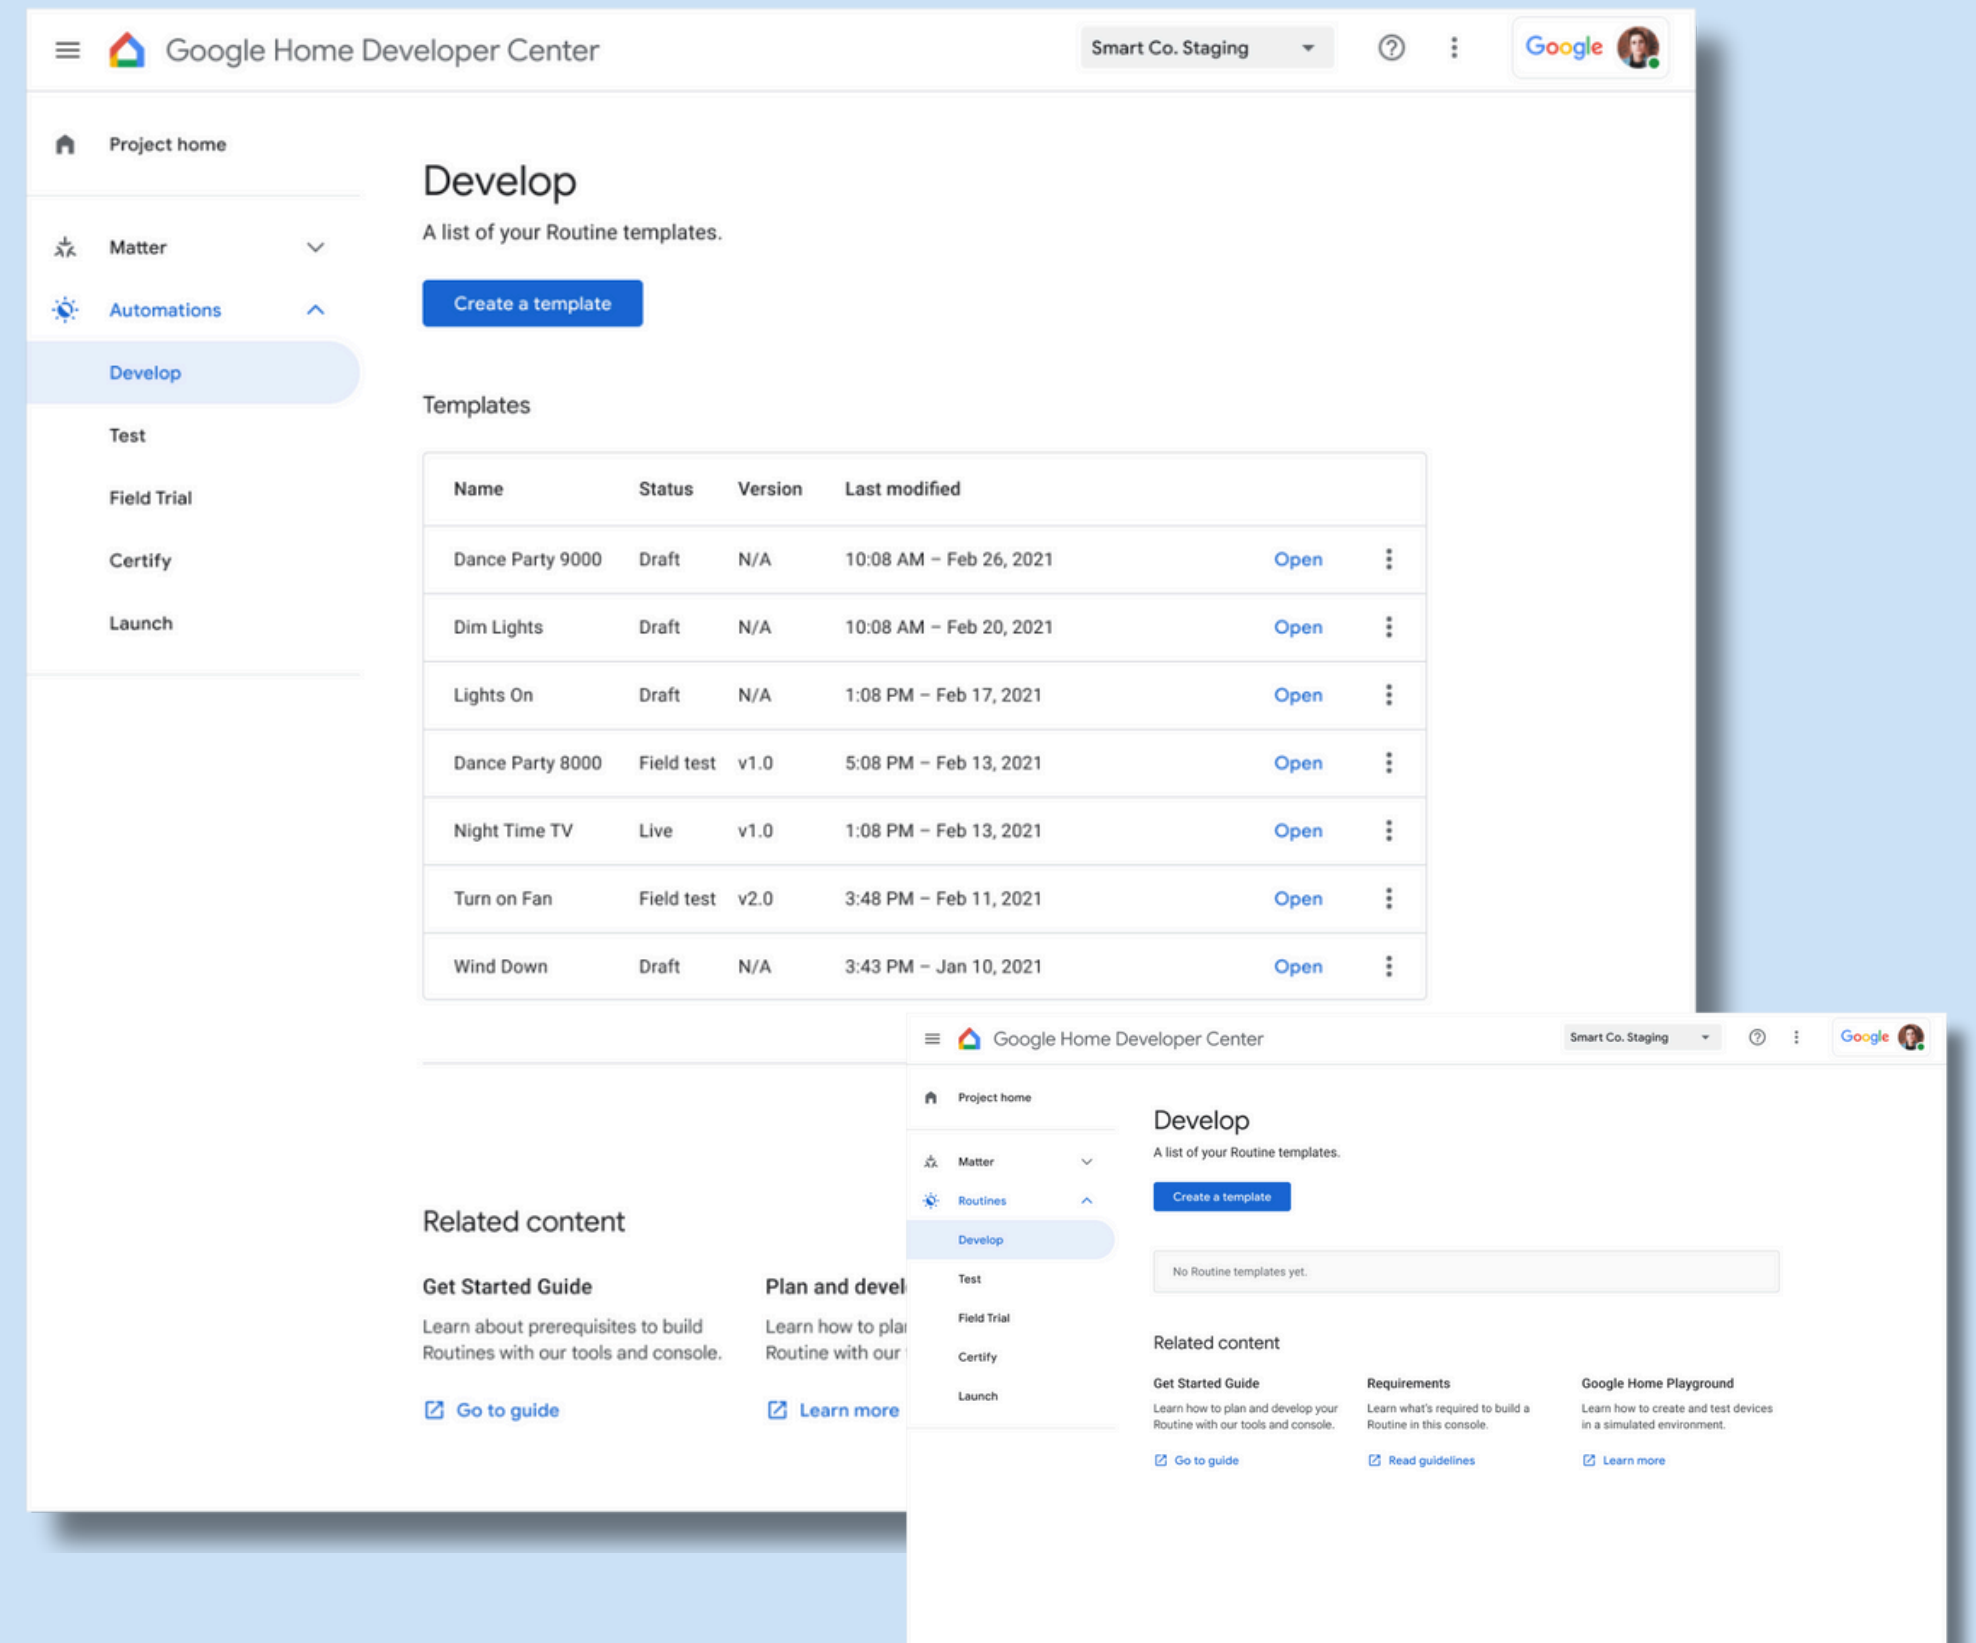 Google Home Developer Center
Smart Co. Staging
Google
Project home
Matter
Automations
Develop
Test
Field Trial
Certify
Launch
Develop
A list of your Routine templates.
Create a template
Templates
Name Status Version Last modified
Dance Party 9000 Draft N/A 10:08 AM – Feb 26, 2021 Open
Dim Lights Draft N/A 10:08 AM – Feb 20, 2021 Open
Lights On Draft N/A 1:08 PM – Feb 17, 2021 Open
Dance Party 8000 Field test v1.0 5:08 PM – Feb 13, 2021 Open
Night Time TV Live v1.0 1:08 PM – Feb 13, 2021 Open
Turn on Fan Field test v2.0 3:48 PM – Feb 11, 2021 Open
Wind Down Draft N/A 3:43 PM – Jan 10, 2021 Open
Related content
Get Started Guide
Learn about prerequisites to build
Routines with our tools and console.
Go to guide
Plan and devel
Learn how to pla
Routine with our
Learn more
Google Home Developer Center
Smart Co. Staging
Google
Project home
Matter
Routines
Develop
Test
Field Trial
Certify
Launch
Develop
A list of your Routine templates.
Create a template
No Routine templates yet.
Related content
Get Started Guide
Learn how to plan and develop your
Routine with our tools and console.
Go to guide
Requirements
Learn what's required to build a
Routine in this console.
Read guidelines
Google Home Playground
Learn how to create and test devices
in a simulated environment.
Learn more